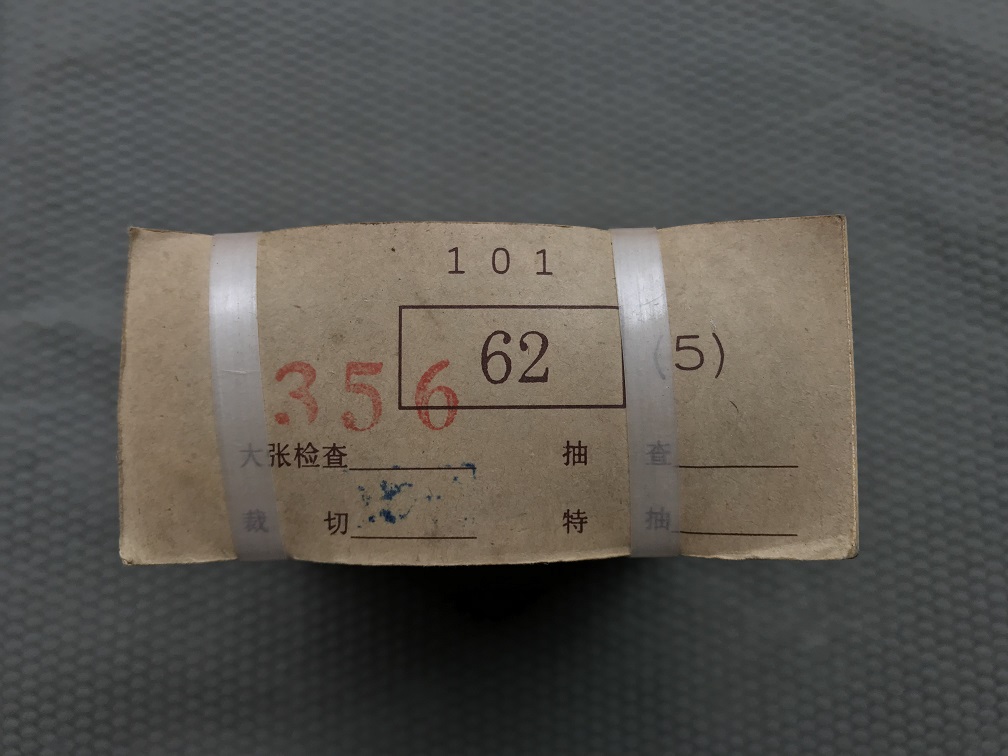 101
62 (5)
356
大张检查 抽查
裁切 特抽